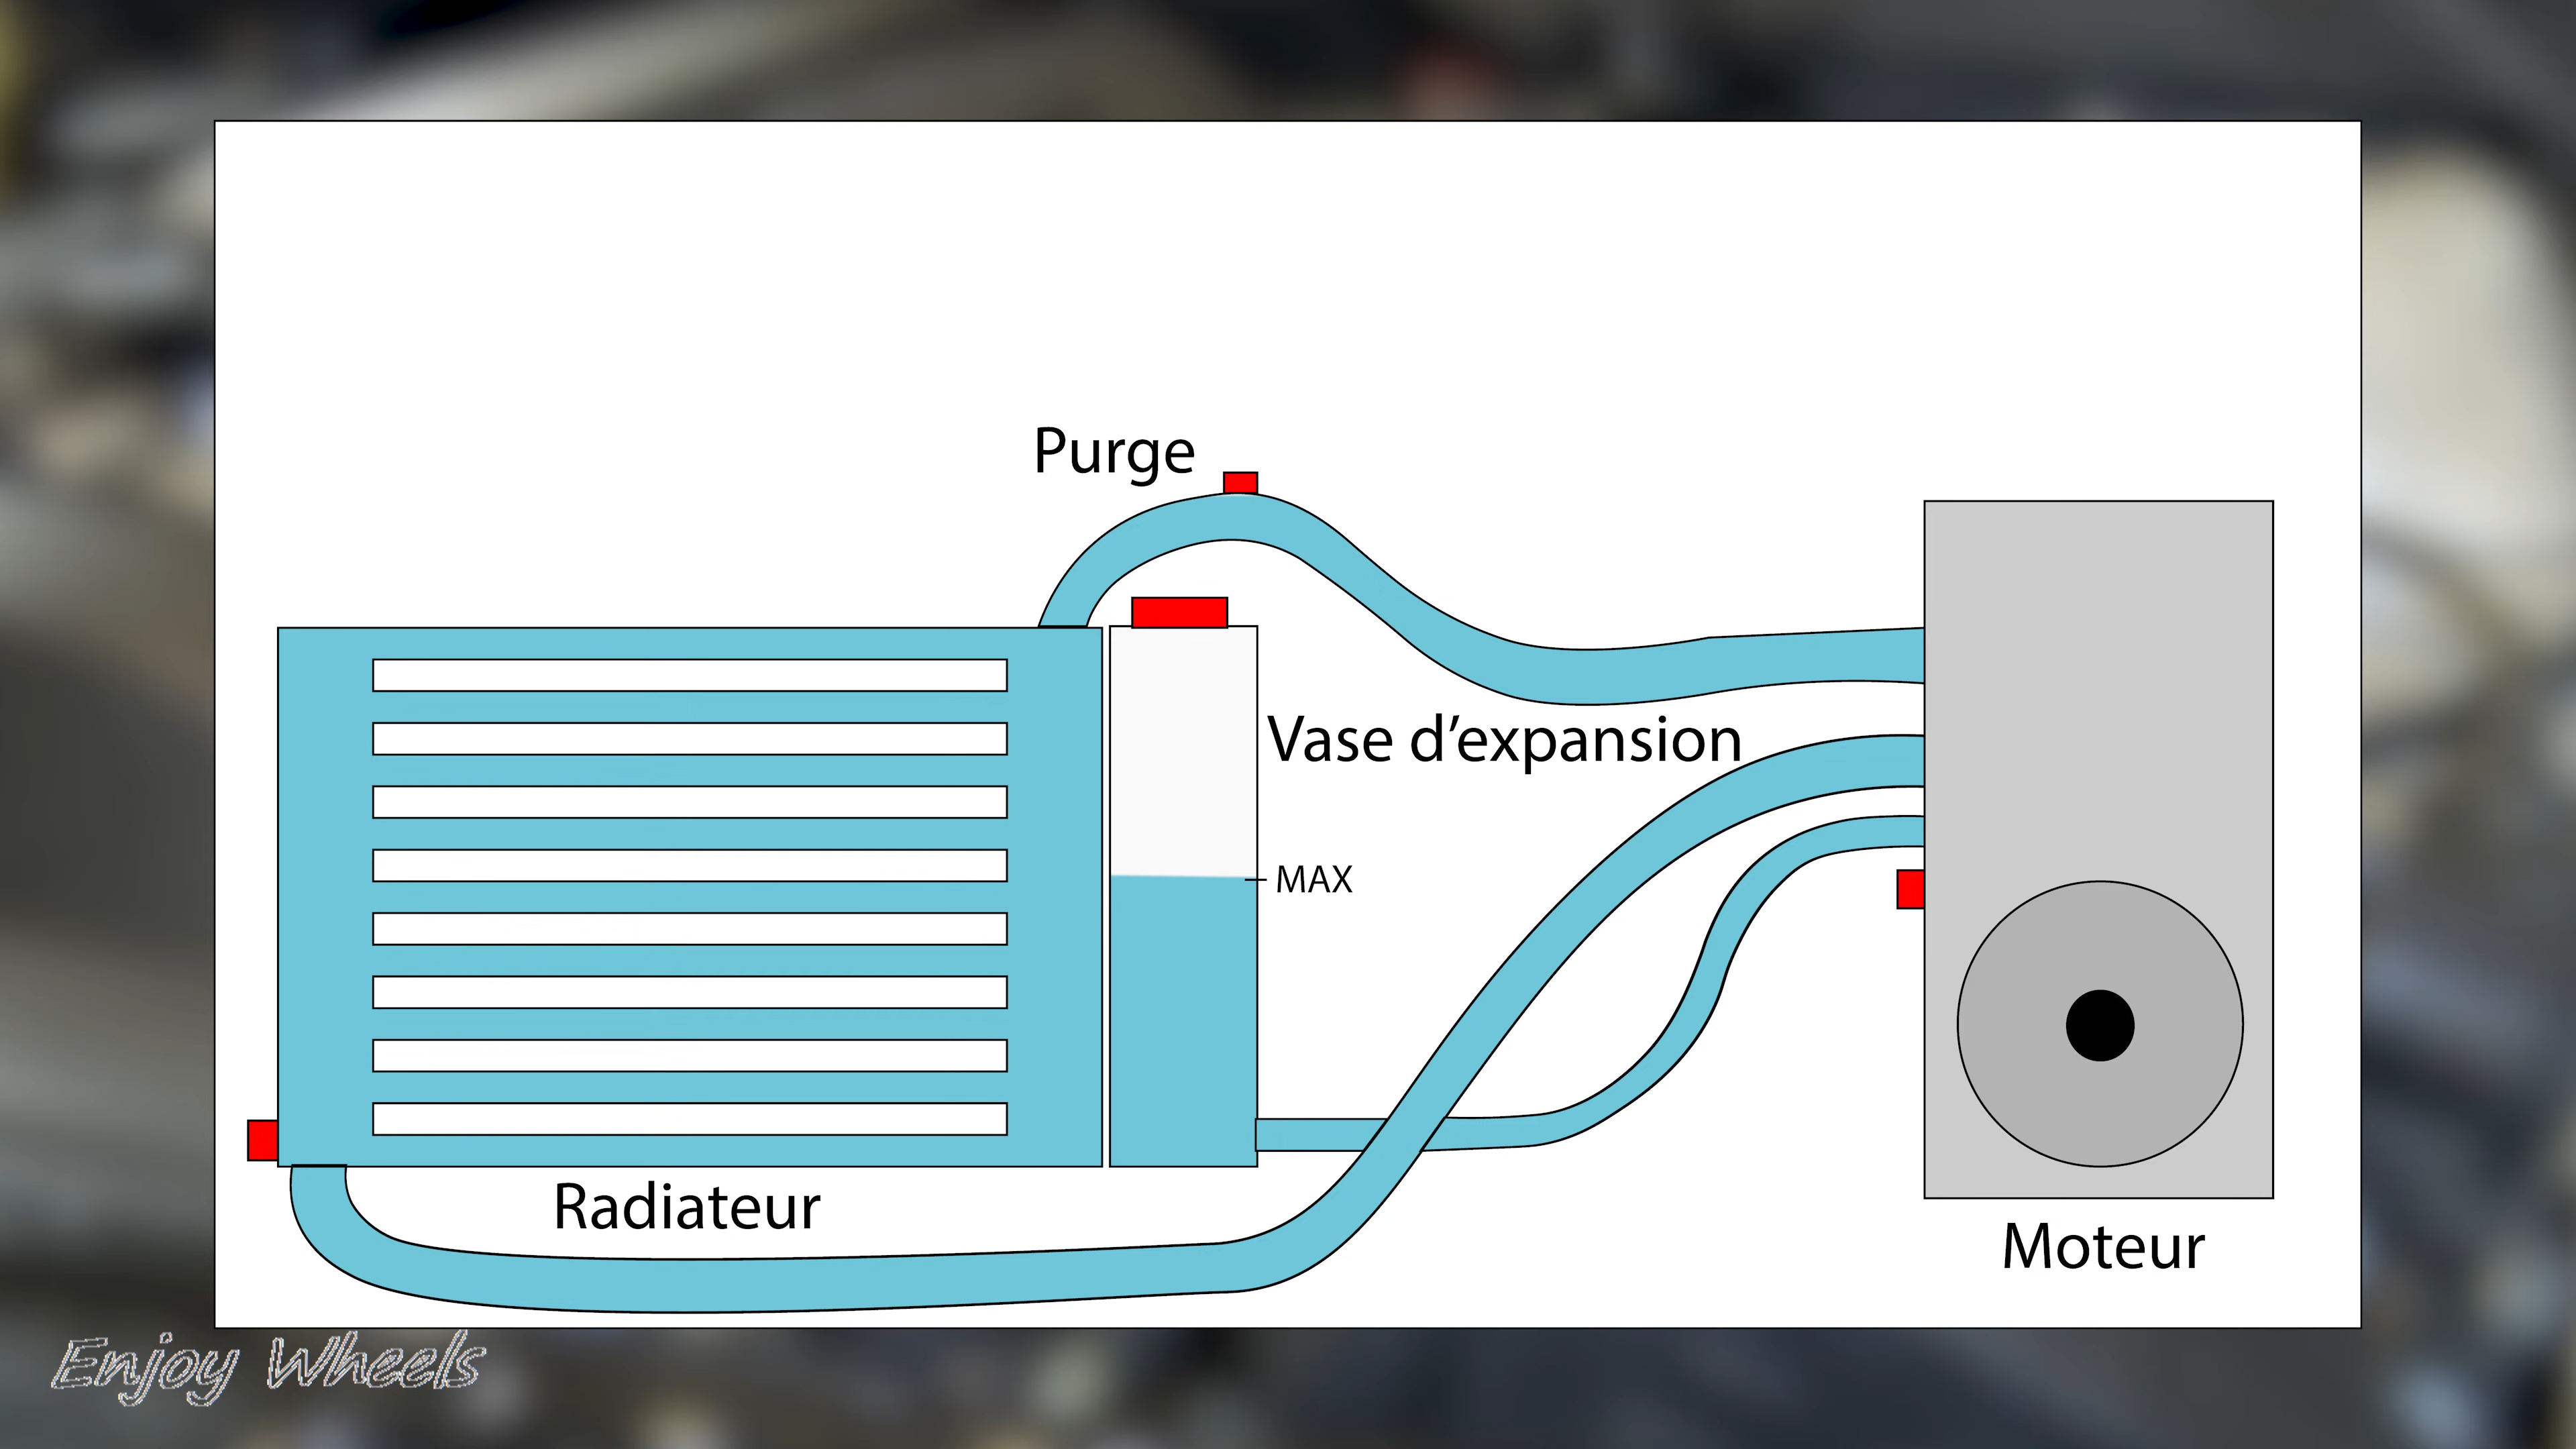 Purge
Vase d’expansion
MAX
Radiateur
Moteur
Enjoy Wheels